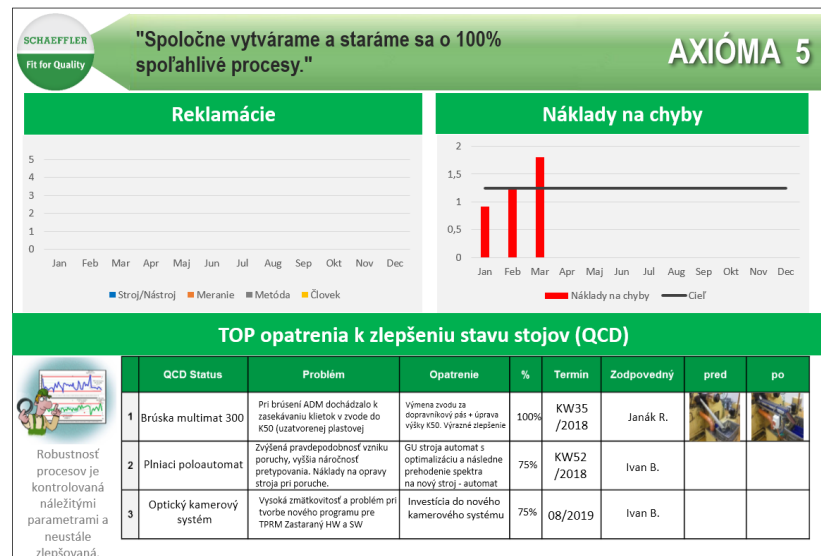 SCHAEFFLER
Fit for Quality
"Spoločne vytvárame a staráme sa o 100%
spoľahlivé procesy."
AXIÓMA 5
Reklamácie
5
4
3
2
1
0
Jan Feb Mar Apr Maj Jun Jul Aug Sep Okt Nov Dec
Stroj/Nástroj Meranie Metóda Človek
Náklady na chyby
2
1,5
1
0,5
0
Jan Feb Mar Apr Maj Jun Jul Aug Sep Okt Nov Dec
Náklady na chyby Cieľ
TOP opatrenia k zlepšeniu stavu stojov (QCD)
Robustnosť
procesov je
kontrolovaná
náležitými
parametrami a
neustále
zlepšovaná.
QCD Status Problém Opatrenie % Termin Zodpovedný pred po
1 Brúska multimat 300
Pri brúsení ADM dochádzalo k
zasekávaniu klietok v zvode do
K50 (uzatvorenej plastovej
Výmena zvodu za
dopravníkový pás + úprava
výšky K50. Výrazné zlepšenie
100%
KW35
/2018
Janák R.
2 Plniaci poloautomat
Zvýšená pravdepodobnosť vzniku
poruchy, vyššia náročnosť
pretypovania. Náklady na opravy
stroja pri poruche.
GU stroja automat s
optimalizáciu a následne
prehodenie spektra
na nový stroj - automat
75%
KW52
/2018
Ivan B.
3
Optický kamerový
systém
Vysoká zmätkovitosť a problém pri
tvorbe nového programu pre
TPRM Zastaraný HW a SW
Investícia do nového
kamerového systému
75%
08/2019
Ivan B.